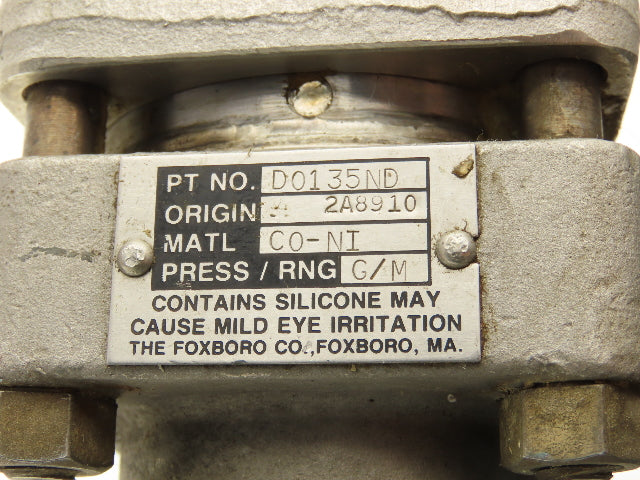 PT NO. D0135ND
ORIGIN 2A8910
MATL CO-NI
PRESS / RNG G/M
CONTAINS SILICONE MAY
CAUSE MILD EYE IRRITATION
THE FOXBORO CO., FOXBORO, MA.